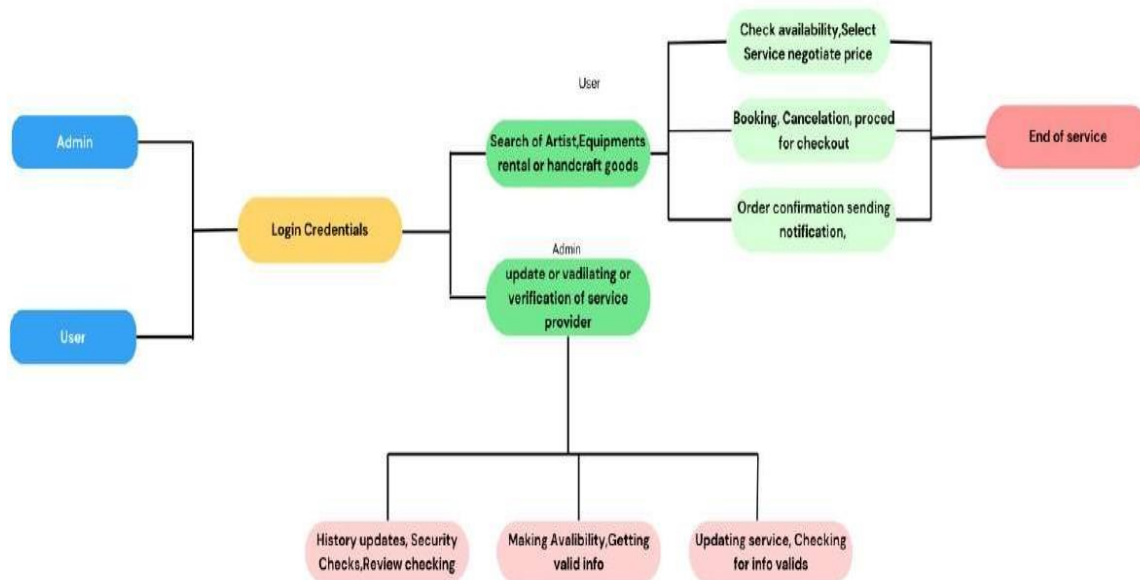 Check availability,Select
Service negotiate price
User
Admin
Booking, Cancelation, proced
for checkout
End of service
Search of Artist,Equipments
rental or handcraft goods
Login Credentials
Order confirmation sending
notification,
Admin
update or vadilating or
verification of service
provider
User
History updates, Security
Checks,Review checking
Making Avalibility,Getting
valid info
Updating service, Checking
for info valids